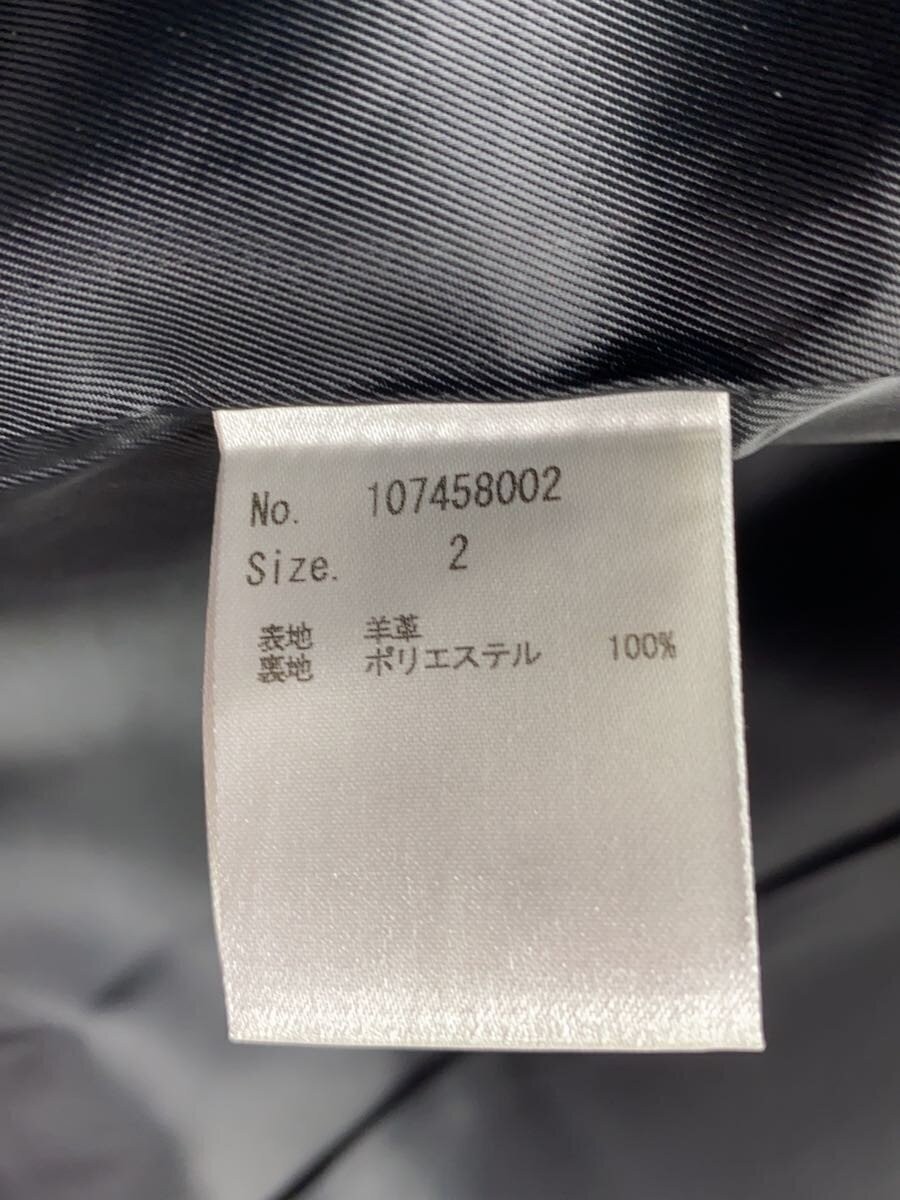 No. 107458002
Size. 2
表地 羊革
裏地 ポリエステル 100%